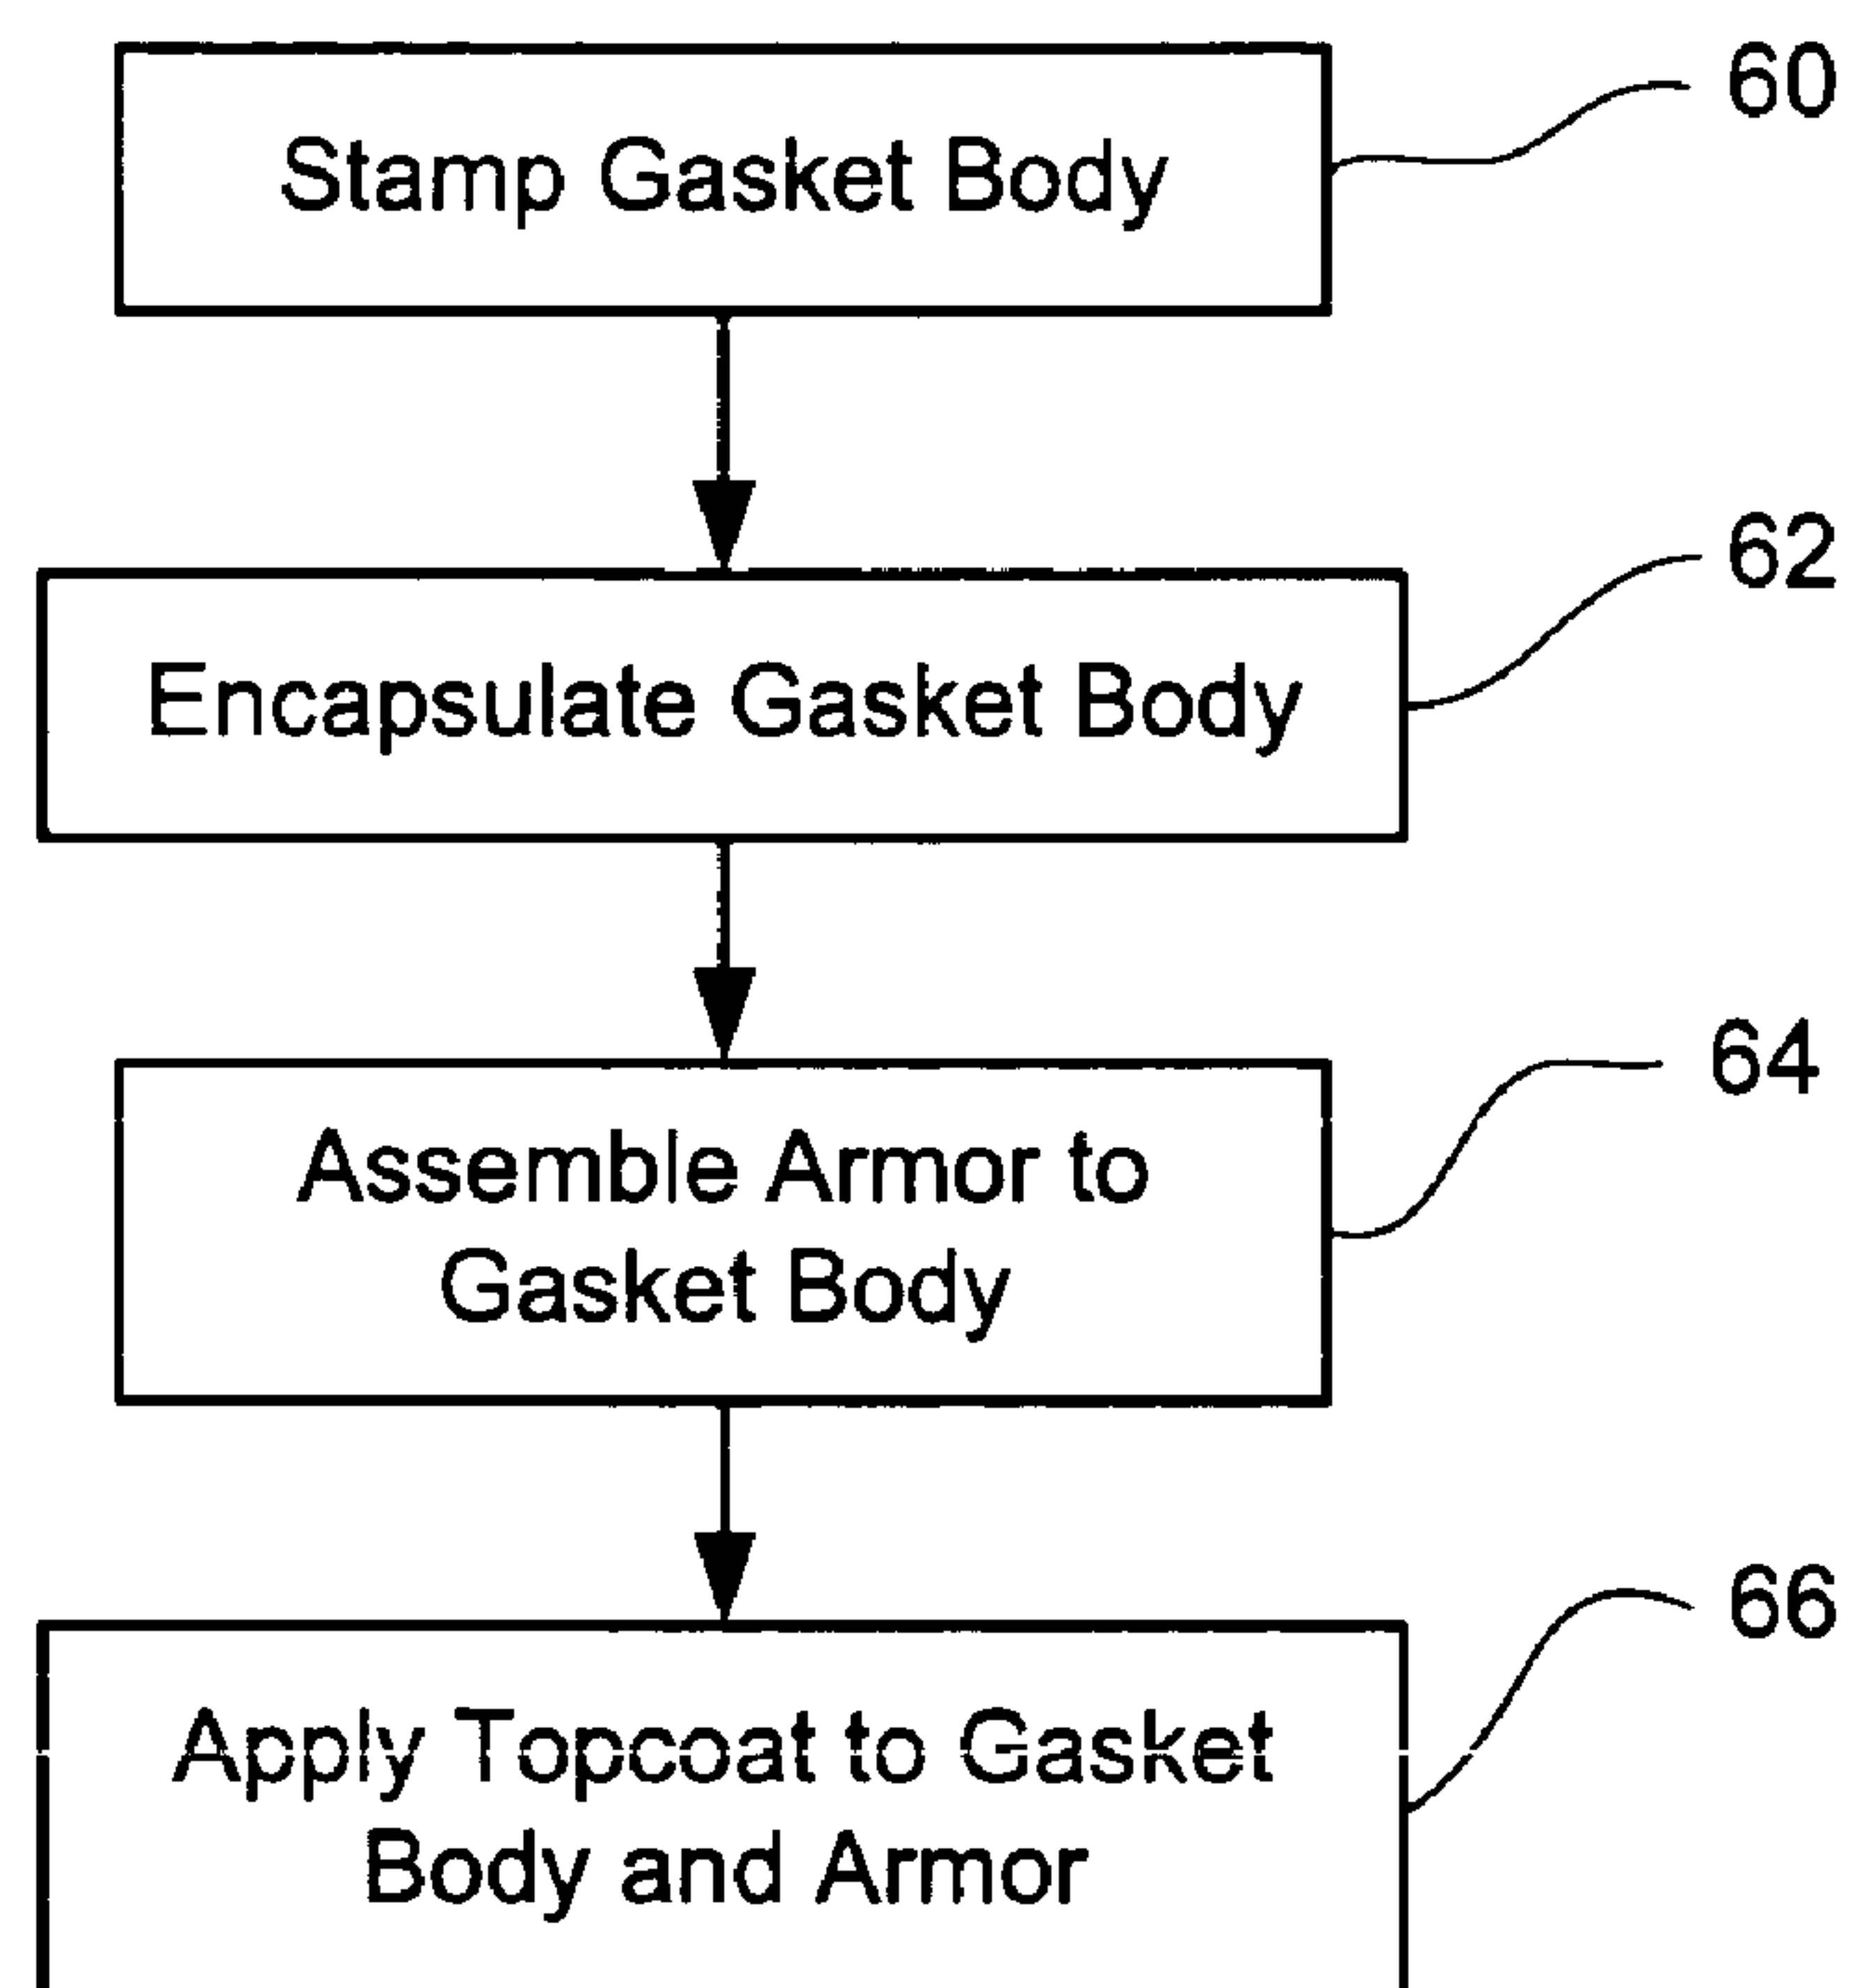 Stamp Gasket Body
60
Encapsulate Gasket Body
62
Assemble Armor to
Gasket Body
64
Apply Topcoat to Gasket
Body and Armor
66